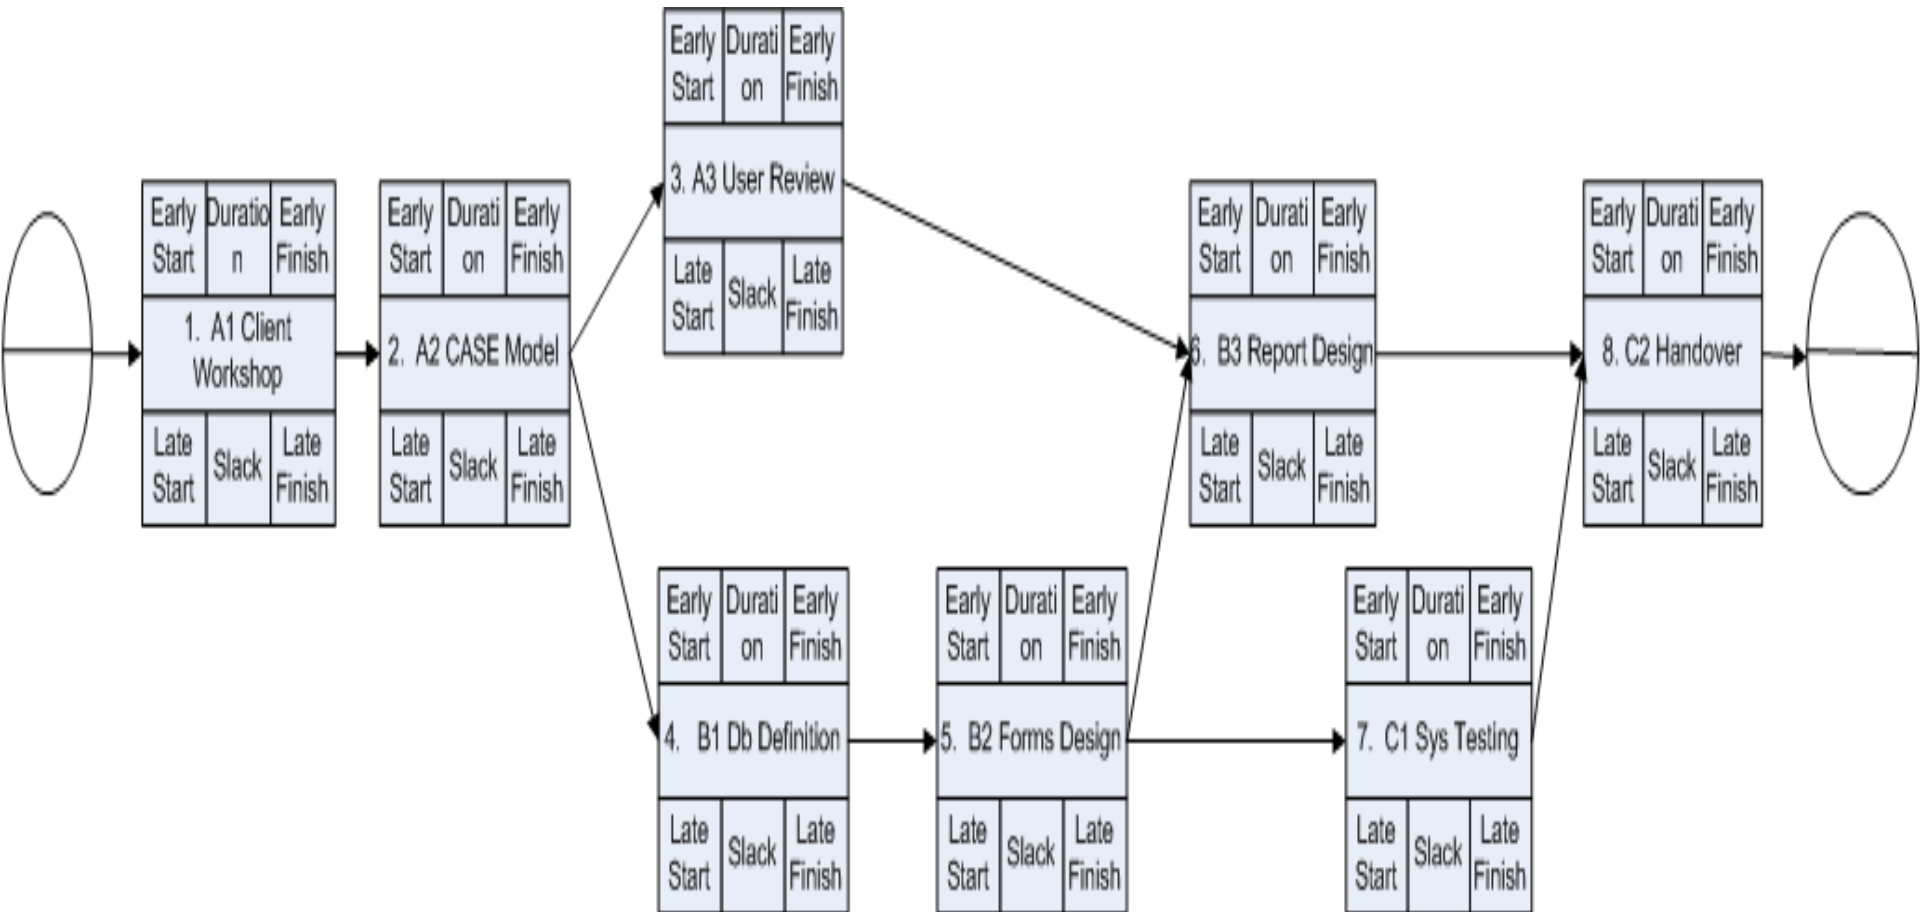 Early Durati Early
Start on Finish
3. A3 User Review
Late Slack Late
Start Finish
Early Duratio Early
Start n Finish
1. A1 Client
Workshop
Late Slack Late
Start Finish
Early Durati Early
Start on Finish
2. A2 CASE Model
Late Slack Late
Start Finish
Early Durati Early
Start on Finish
6. B3 Report Design
Late Slack Late
Start Finish
Early Durati Early
Start on Finish
8. C2 Handover
Late Slack Late
Start Finish
Early Durati Early
Start on Finish
4. B1 Db Definition
Late Slack Late
Start Finish
Early Durati Early
Start on Finish
5. B2 Forms Design
Late Slack Late
Start Finish
Early Durati Early
Start on Finish
7. C1 Sys Testing
Late Slack Late
Start Finish